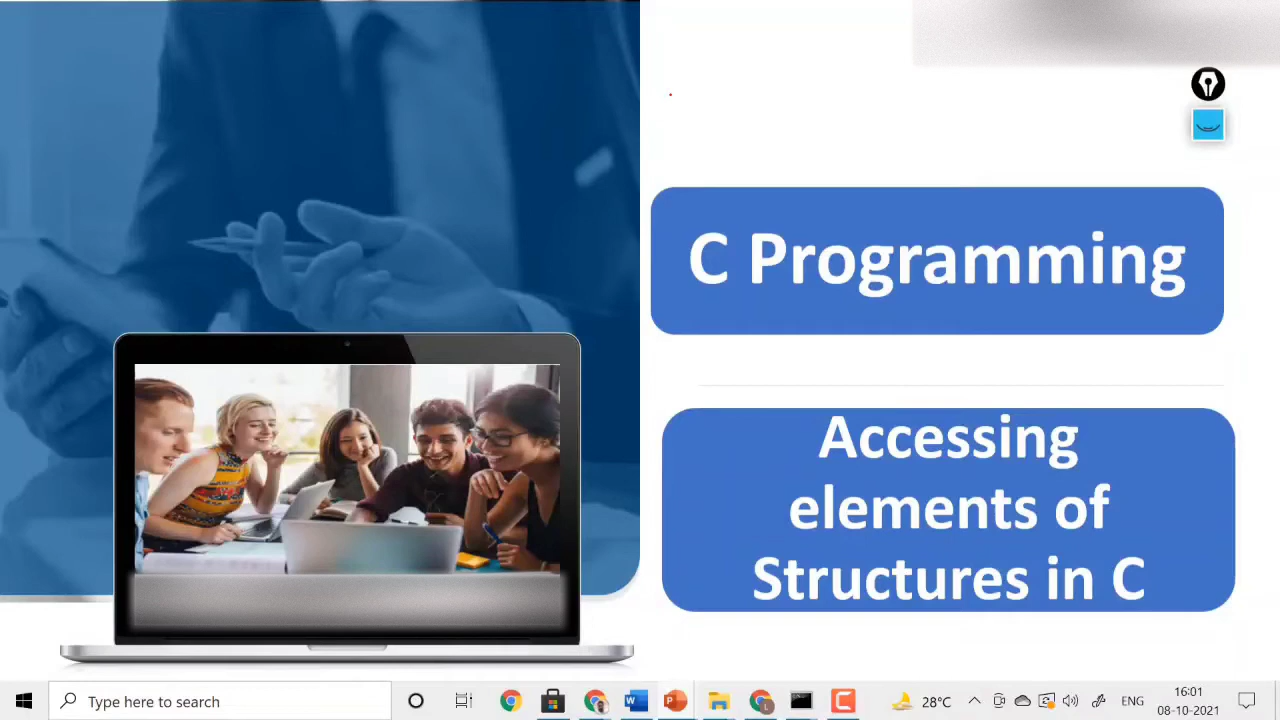 C Programming
Accessing
elements of
Structures in C
Type here to search
28°C
ENG
16:01
08-10-2021